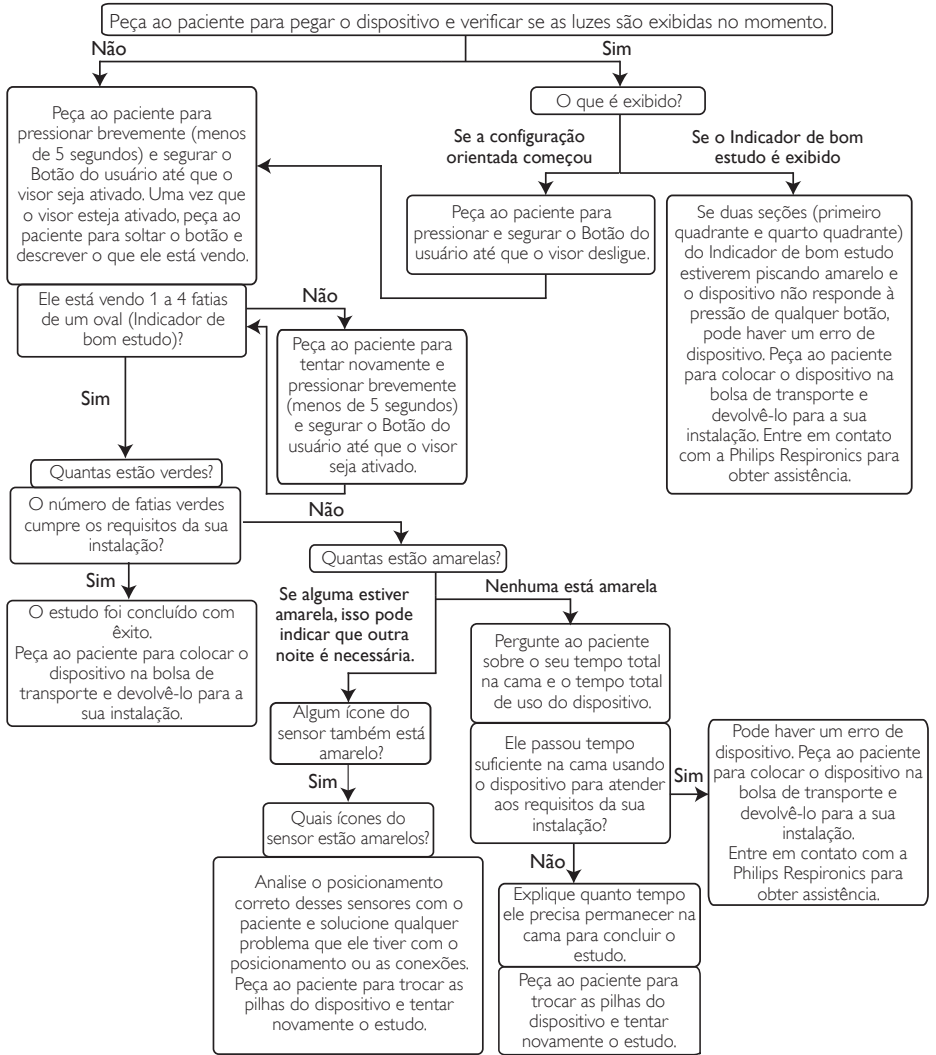 Peça ao paciente para pegar o dispositivo e verificar se as luzes são exibidas no momento.
Não
Sim
Peça ao paciente para
pressionar brevemente (menos
de 5 segundos) e segurar o
Botão do usuário até que o
visor seja ativado. Uma vez que
o visor esteja ativado, peça ao
paciente para soltar o botão e
descrever o que ele está vendo.
O que é exibido?
Se a configuração
orientada começou
Se o Indicador de bom
estudo é exibido
Peça ao paciente para
pressionar e segurar o Botão do
usuário até que o visor desligue.
Se duas seções (primeiro
quadrante e quarto quadrante)
do Indicador de bom estudo
estiverem piscando amarelo e
o dispositivo não responde à
pressão de qualquer botão,
pode haver um erro de
dispositivo. Peça ao paciente
para colocar o dispositivo na
bolsa de transporte e
devolvê-lo para a sua
instalação. Entre em contato
com a Philips Respironics para
obter assistência.
Ele está vendo 1 a 4 fatias
de um oval (Indicador de
bom estudo)?
Não
Peça ao paciente para
tentar novamente e
pressionar brevemente
(menos de 5 segundos)
e segurar o Botão do
usuário até que o visor
seja ativado.
Sim
Quantas estão verdes?
O número de fatias verdes
cumpre os requisitos da sua
instalação?
Não
Sim
O estudo foi concluído com
êxito.
Peça ao paciente para colocar o
dispositivo na bolsa de
transporte e devolvê-lo para a
sua instalação.
Quantas estão amarelas?
Se alguma estiver
amarela, isso pode
indicar que outra
noite é necessária.
Nenhuma está amarela
Algum ícone do
sensor também está
amarelo?
Sim
Quais ícones do
sensor estão amarelos?
Analise o posicionamento
correto desses sensores com o
paciente e solucione qualquer
problema que ele tiver com o
posicionamento ou as conexões.
Peça ao paciente para trocar as
pilhas do dispositivo e tentar
novamente o estudo.
Pergunte ao paciente
sobre o seu tempo total
na cama e o tempo total
de uso do dispositivo.
Ele passou tempo
suficiente na cama usando
o dispositivo para atender
aos requisitos da sua
instalação?
Sim
Pode haver um erro de
dispositivo. Peça ao paciente
para colocar o dispositivo na
bolsa de transporte e
devolvê-lo para a sua
instalação.
Entre em contato com a
Philips Respironics para
obter assistência.
Não
Explique quanto tempo
ele precisa permanecer na
cama para concluir o
estudo.
Peça ao paciente para
trocar as pilhas do
dispositivo e tentar
novamente o estudo.